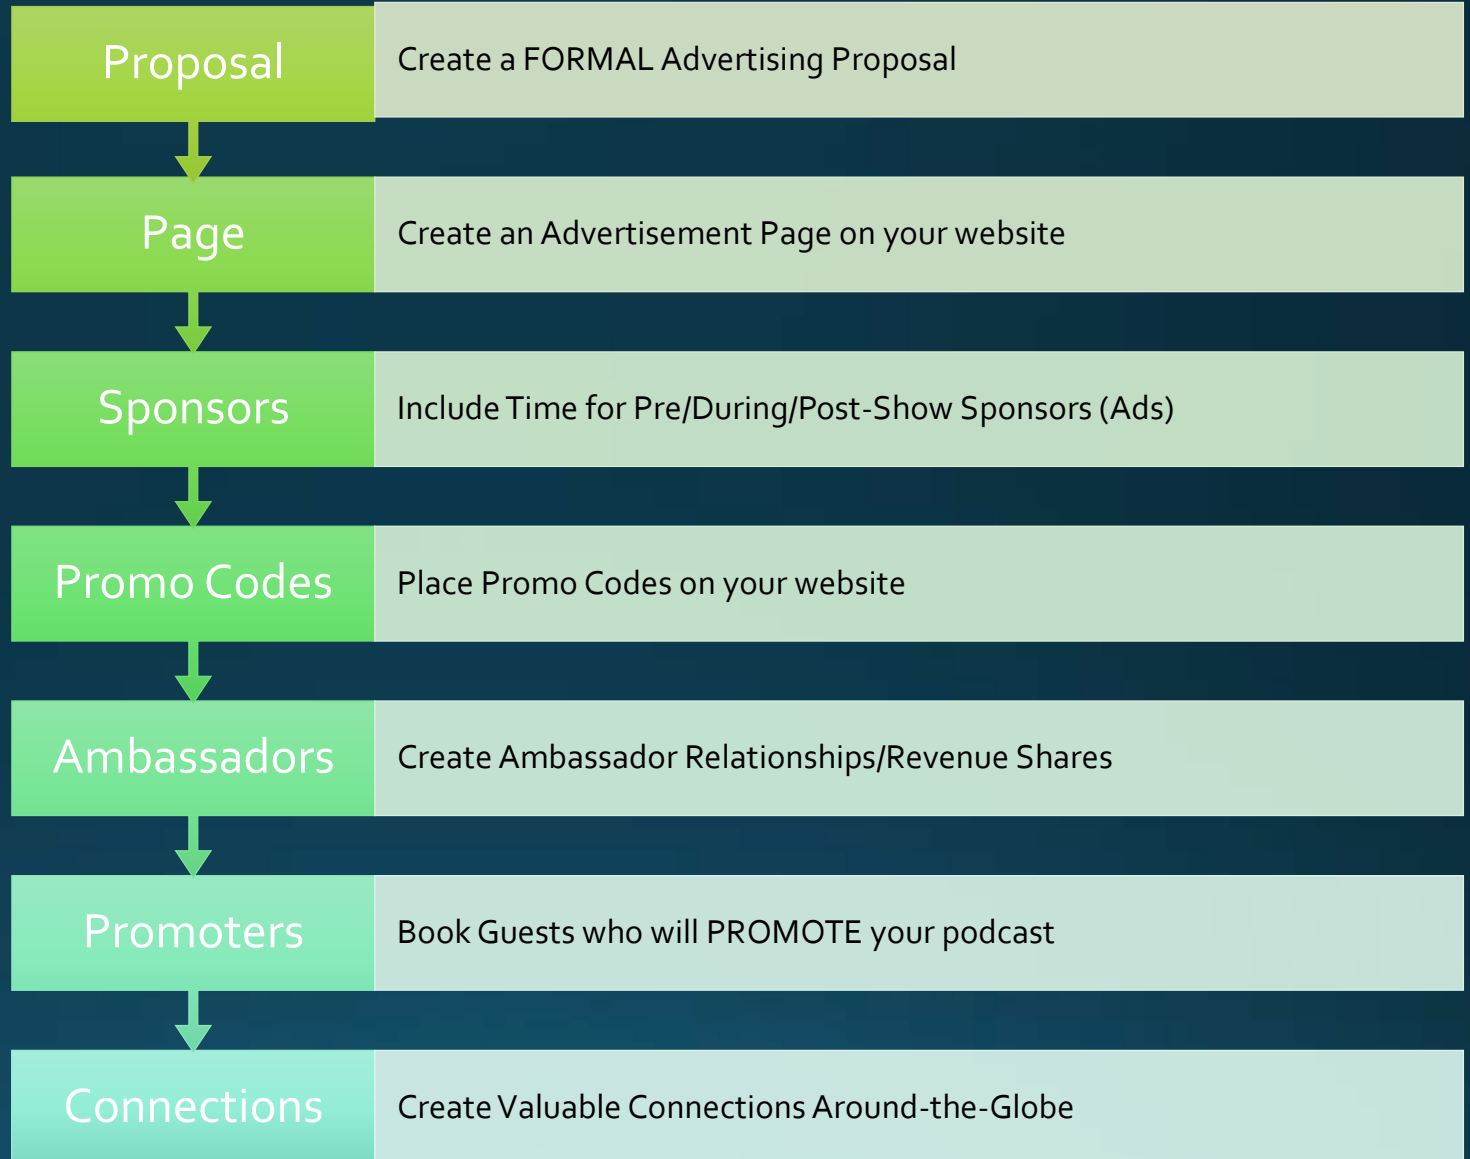 Proposal
Create a FORMAL Advertising Proposal
Page
Create an Advertisement Page on your website
Sponsors
Include Time for Pre/During/Post-Show Sponsors (Ads)
Promo Codes
Place Promo Codes on your website
Ambassadors
Create Ambassador Relationships/Revenue Shares
Promoters
Book Guests who will PROMOTE your podcast
Connections
Create Valuable Connections Around-the-Globe